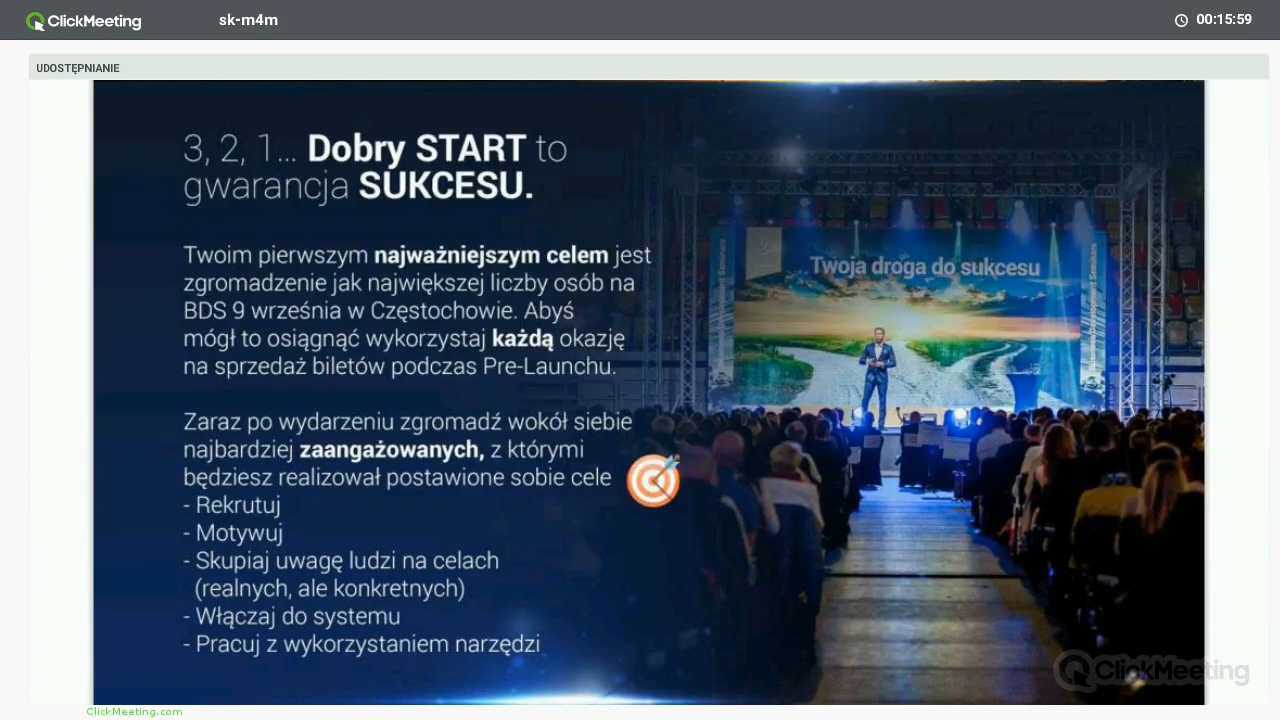 ClickMeeting
sk-m4m
00:15:59
UDOSTĘPNIANIE
3, 2, 1... Dobry START to
gwarancja SUKCESU.
Twoim pierwszym najważniejszym celem jest
zgromadzenie jak największej liczby osób na
BDS 9 września w Częstochowie. Abyś
mógł to osiągnąć wykorzystaj każdą okazję
na sprzedaż biletów podczas Pre-Launchu.
Zaraz po wydarzeniu zgromadź wokół siebie
najbardziej zaangażowanych, z którymi
będziesz realizował postawione sobie cele
- Rekrutuj
- Motywuj
- Skupiaj uwagę ludzi na celach
(realnych, ale konkretnych)
- Włączaj do systemu
- Pracuj z wykorzystaniem narzędzi
Twoja droga do sukcesu
ClickMeeting
ClickMeeting.com